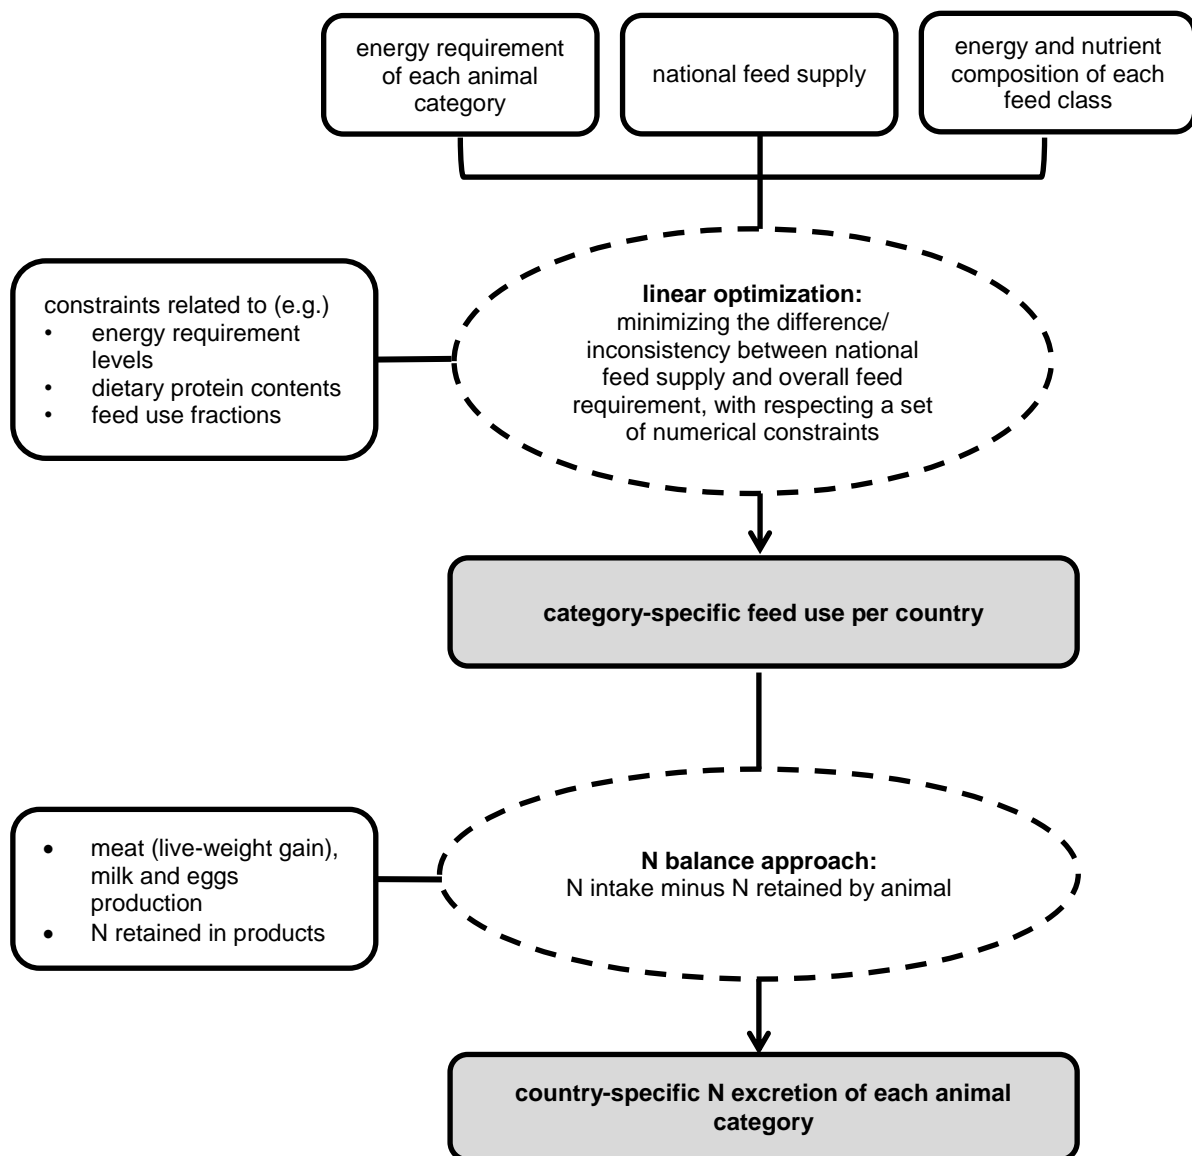 energy requirement
of each animal
category
national feed supply
energy and nutrient
composition of each
feed class
constraints related to (e.g.)
• energy requirement
levels
• dietary protein contents
• feed use fractions
linear optimization:
minimizing the difference/
inconsistency between national
feed supply and overall feed
requirement, with respecting a set
of numerical constraints
category-specific feed use per country
• meat (live-weight gain),
milk and eggs
production
• N retained in products
N balance approach:
N intake minus N retained by animal
country-specific N excretion of each animal
category